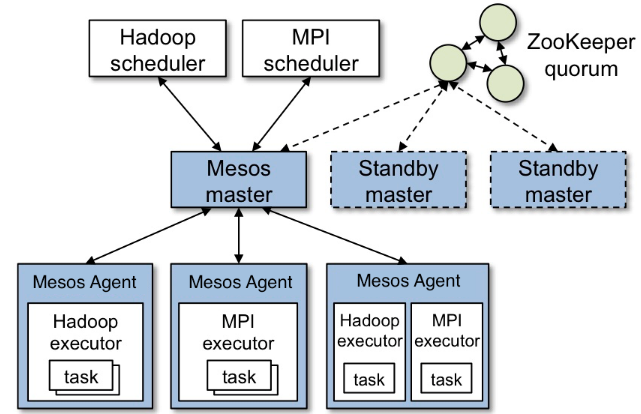 Hadoop
scheduler
MPI
scheduler
ZooKeeper
quorum
Mesos
master
Standby
master
Standby
master
Mesos Agent
Hadoop
executor
task
Mesos Agent
MPI
executor
task
Mesos Agent
Hadoop
executor
task
MPI
executor
task